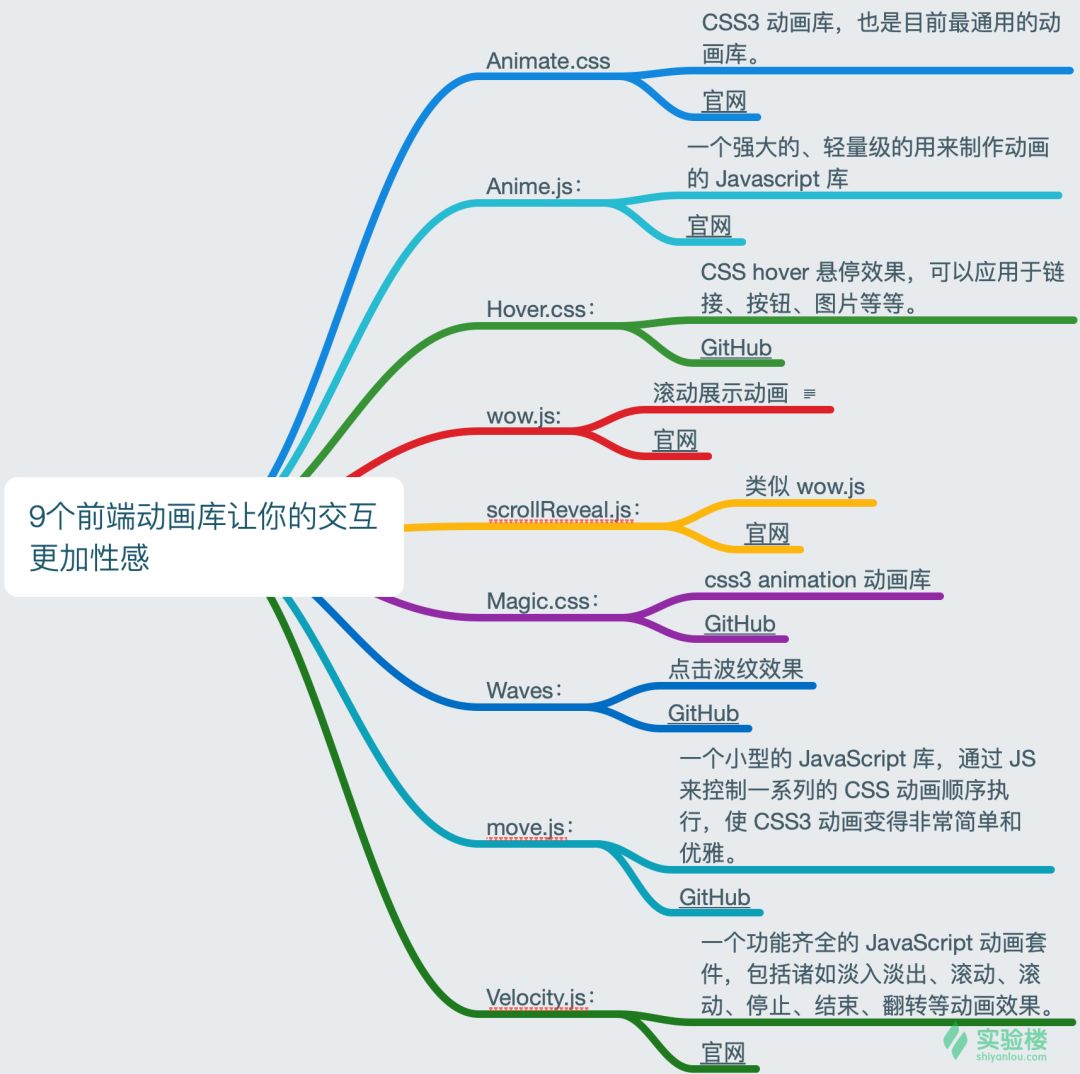 CSS3 动画库，也是目前最通用的动
画库。
Animate.css
官网
一个强大的、轻量级的用来制作动画
的 Javascript 库
Anime.js：
官网
CSS hover 悬停效果，可以应用于链
接、按钮、图片等等。
Hover.css：
GitHub
滚动展示动画
wow.js:
官网
类似 wow.js
scrollReveal.js：
官网
9个前端动画库让你的交互
更加性感
css3 animation 动画库
Magic.css：
GitHub
点击波纹效果
Waves：
GitHub
一个小型的 JavaScript 库，通过 JS
来控制一系列的 CSS 动画顺序执
行，使 CSS3 动画变得非常简单和
优雅。
move.js：
GitHub
一个功能齐全的 JavaScript 动画套
件，包括诸如淡入淡出、滚动、滚
动、停止、结束、翻转等动画效果。
Velocity.js：
官网
实验楼
shiyanlou.com